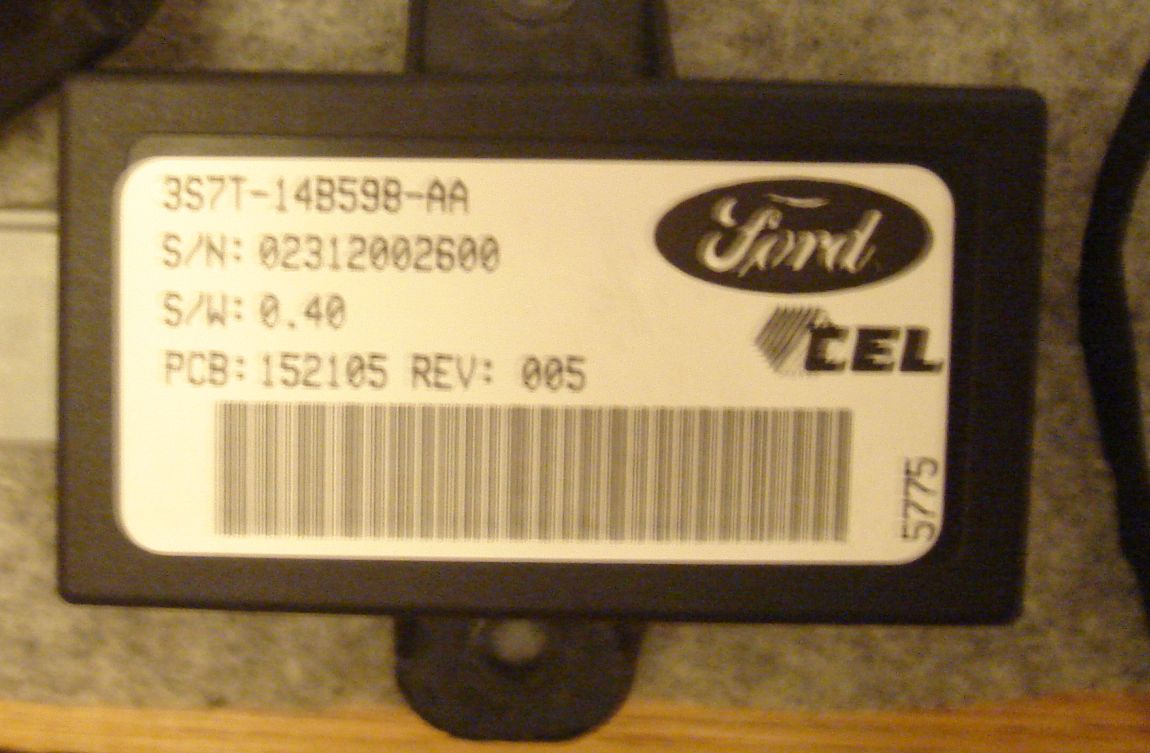 3S7T-14B598-AA
S/N: 02312002600
S/W: 0.40
PCB: 152105 REV: 005
Ford
CEL
5775